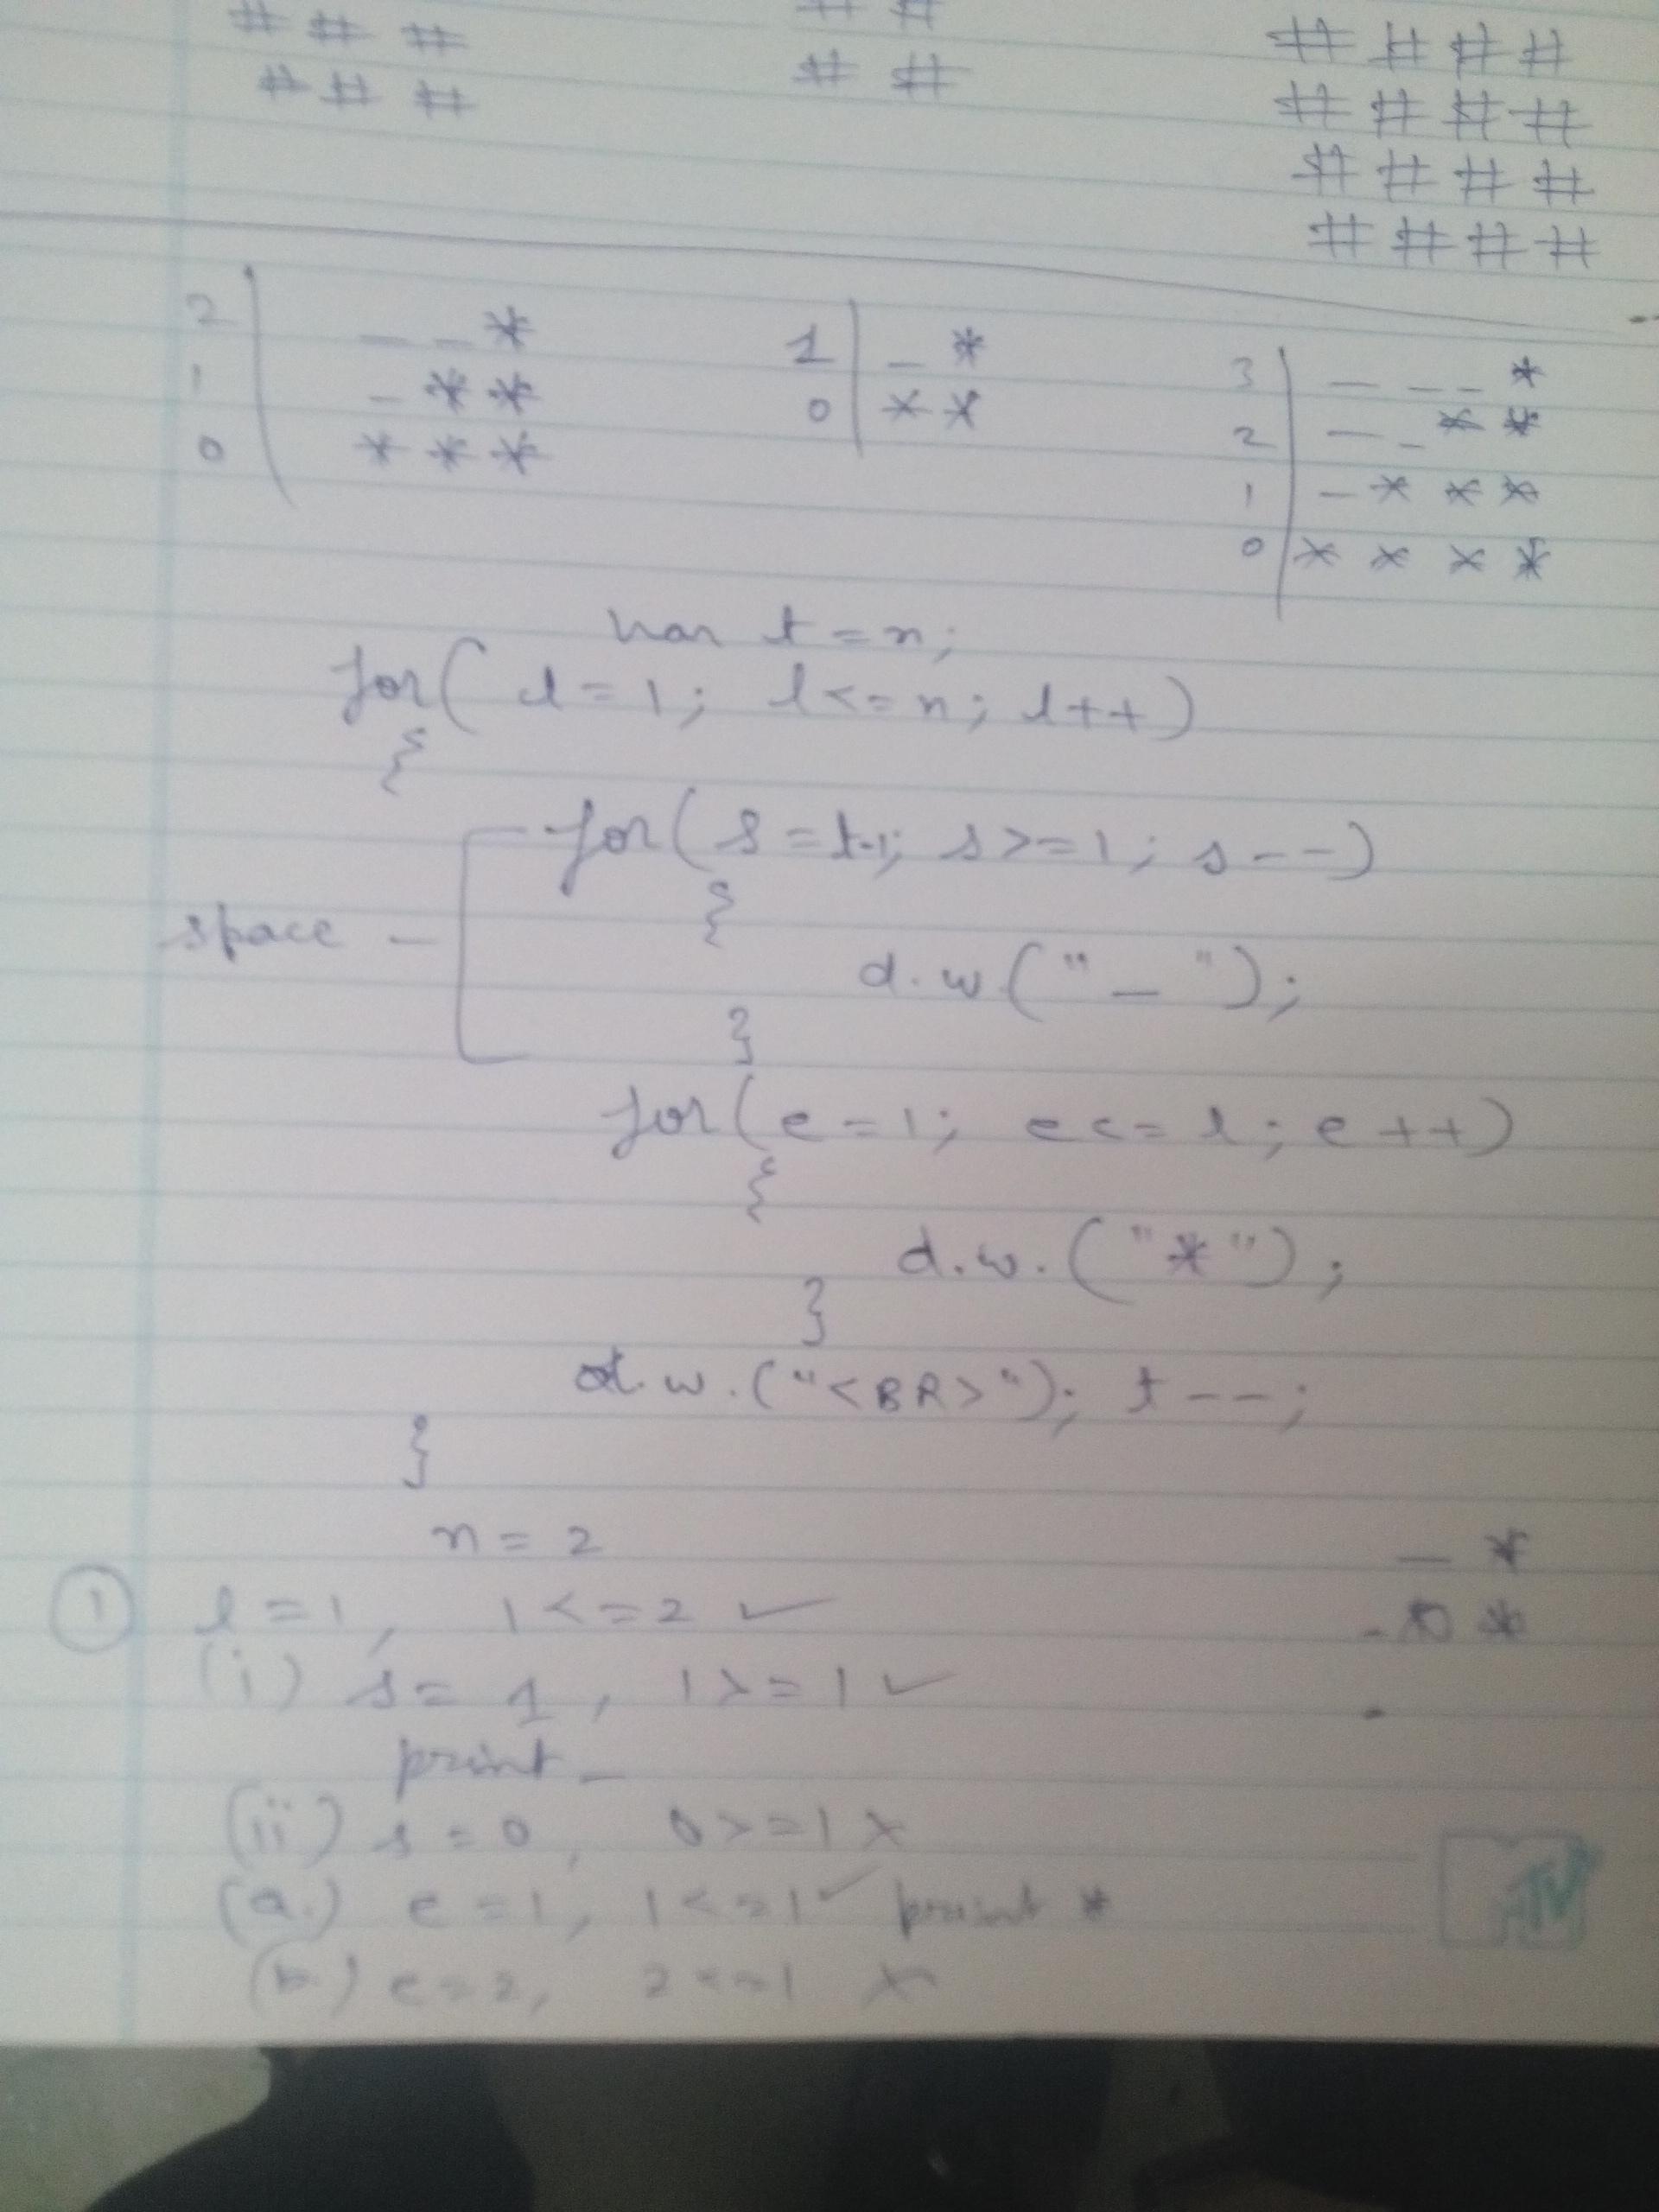 # # #
# # #
# #
# #
# # # #
# # # #
# # # #
# # # #
2 | _ _ *
1 | _ * *
0 | * * *
1 | _ *
0 | * *
3 | _ _ _ *
2 | _ _ * *
1 | _ * * *
0 | * * * *
var t = n;
for( l = 1; l <= n; l++)
{
for( s = t-1; s >= 1; s--)
{
space -
d.w("_");
}
for(e = 1; e <= l; e++)
{
d.w.("*");
}
d.w.("<BR>"); t--;
}
n = 2
_ *
* *
① l = 1, 1 <= 2 ✓
(i) s = 1, 1 >= 1 ✓
print _
(ii) s = 0, 0 >= 1 ×
(a.) e = 1, 1 <= 1 ✓ print *
(b.) e = 2, 2 <= 1 ×